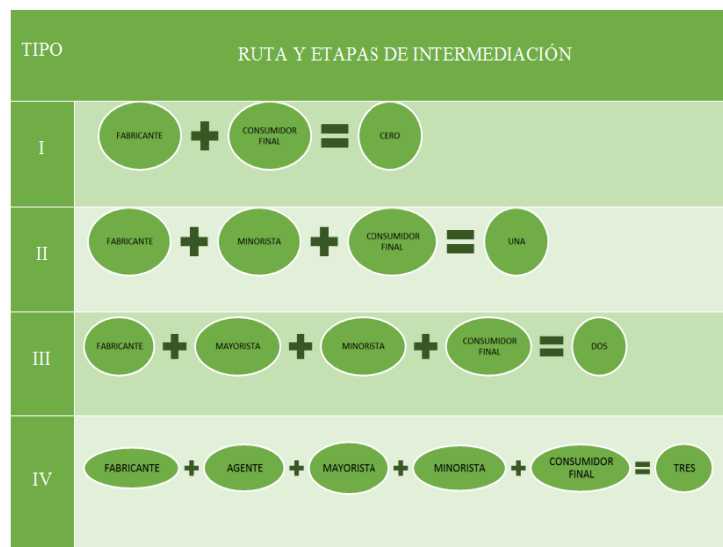 TIPO
RUTA Y ETAPAS DE INTERMEDIACIÓN
I
FABRICANTE + CONSUMIDOR FINAL = CERO
II
FABRICANTE + MINORISTA + CONSUMIDOR FINAL = UNA
III
FABRICANTE + MAYORISTA + MINORISTA + CONSUMIDOR FINAL = DOS
IV
FABRICANTE + AGENTE + MAYORISTA + MINORISTA + CONSUMIDOR FINAL = TRES